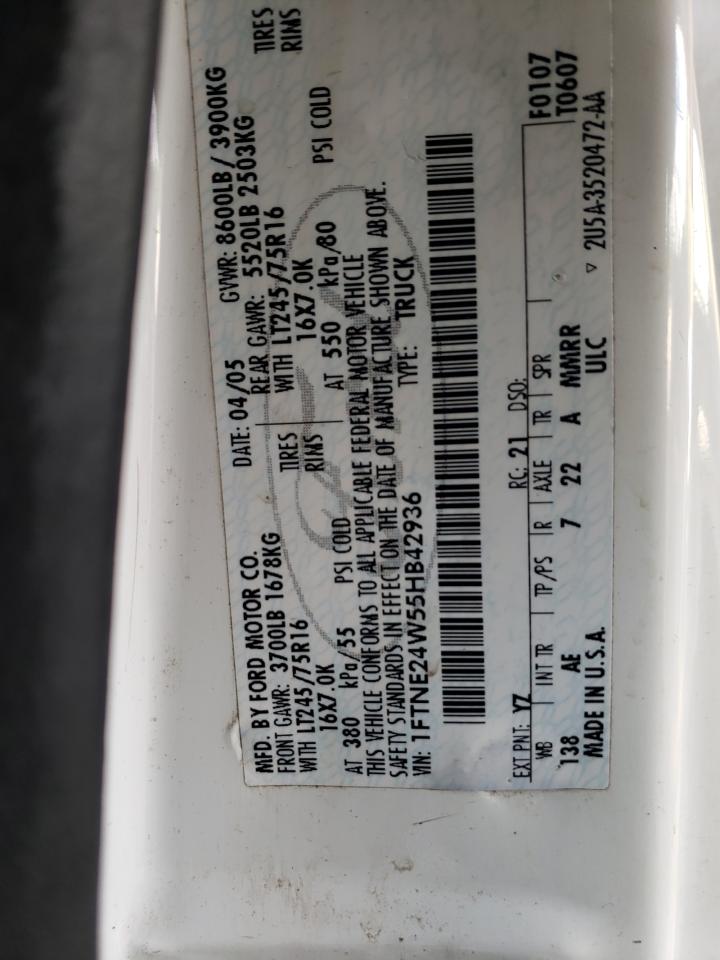 MFD. BY FORD MOTOR CO.
DATE: 04/05 GVWR: 8600LB / 3900KG
FRONT GAWR: 3700LB 1678KG REAR GAWR: 5520LB 2503KG
WITH LT245/75R16 TIRES WITH LT245/75R16 TIRES
16X7.0K RIMS 16X7.0K RIMS
AT 380 kPa/55 PSI COLD AT 550 kPa/80 PSI COLD
THIS VEHICLE CONFORMS TO ALL APPLICABLE FEDERAL MOTOR VEHICLE
SAFETY STANDARDS IN EFFECT ON THE DATE OF MANUFACTURE SHOWN ABOVE.
VIN: 1FTNE24W55HB42936 TYPE: TRUCK
F0107
T0607
EXT PNT: YZ RC: 21 DSO:
WB INT TR TP/PS R AXLE TR SPR
138 AE 7 22 A MMRR
MADE IN U.S.A. ULC
▽ 2U5A-3520472-AA